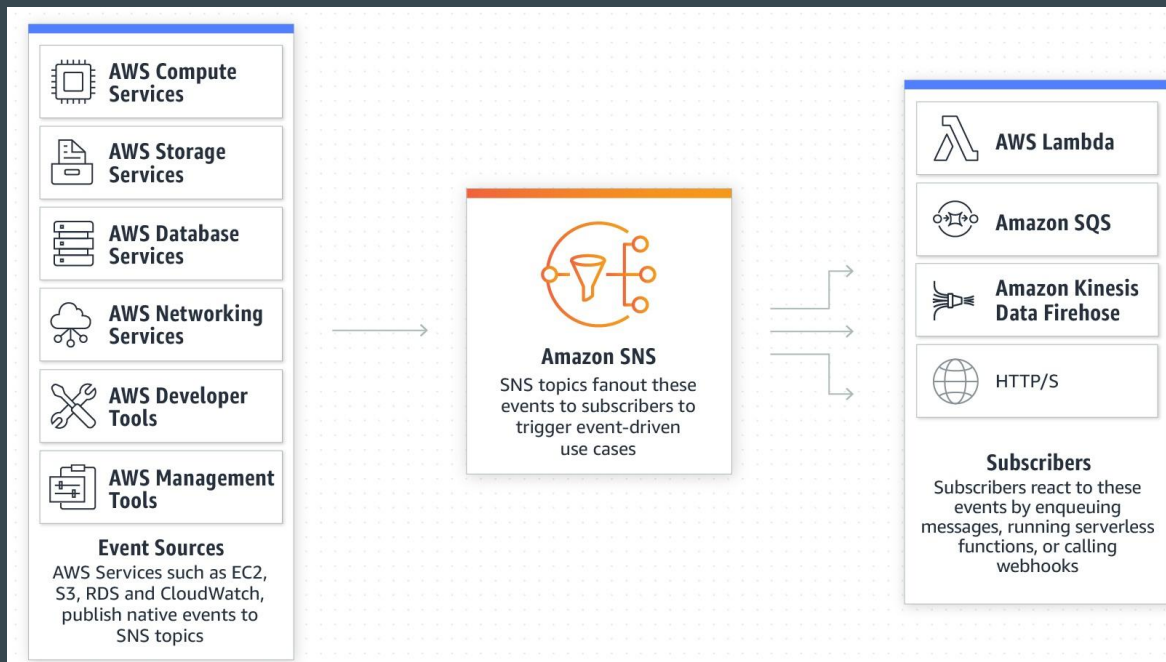 AWS Compute
Services
AWS Storage
Services
AWS Database
Services
AWS Networking
Services
AWS Developer
Tools
AWS Management
Tools
Event Sources
AWS Services such as EC2,
S3, RDS and CloudWatch,
publish native events to
SNS topics
Amazon SNS
SNS topics fanout these
events to subscribers to
trigger event-driven
use cases
AWS Lambda
Amazon SQS
Amazon Kinesis
Data Firehose
HTTP/S
Subscribers
Subscribers react to these
events by enqueuing
messages, running serverless
functions, or calling
webhooks